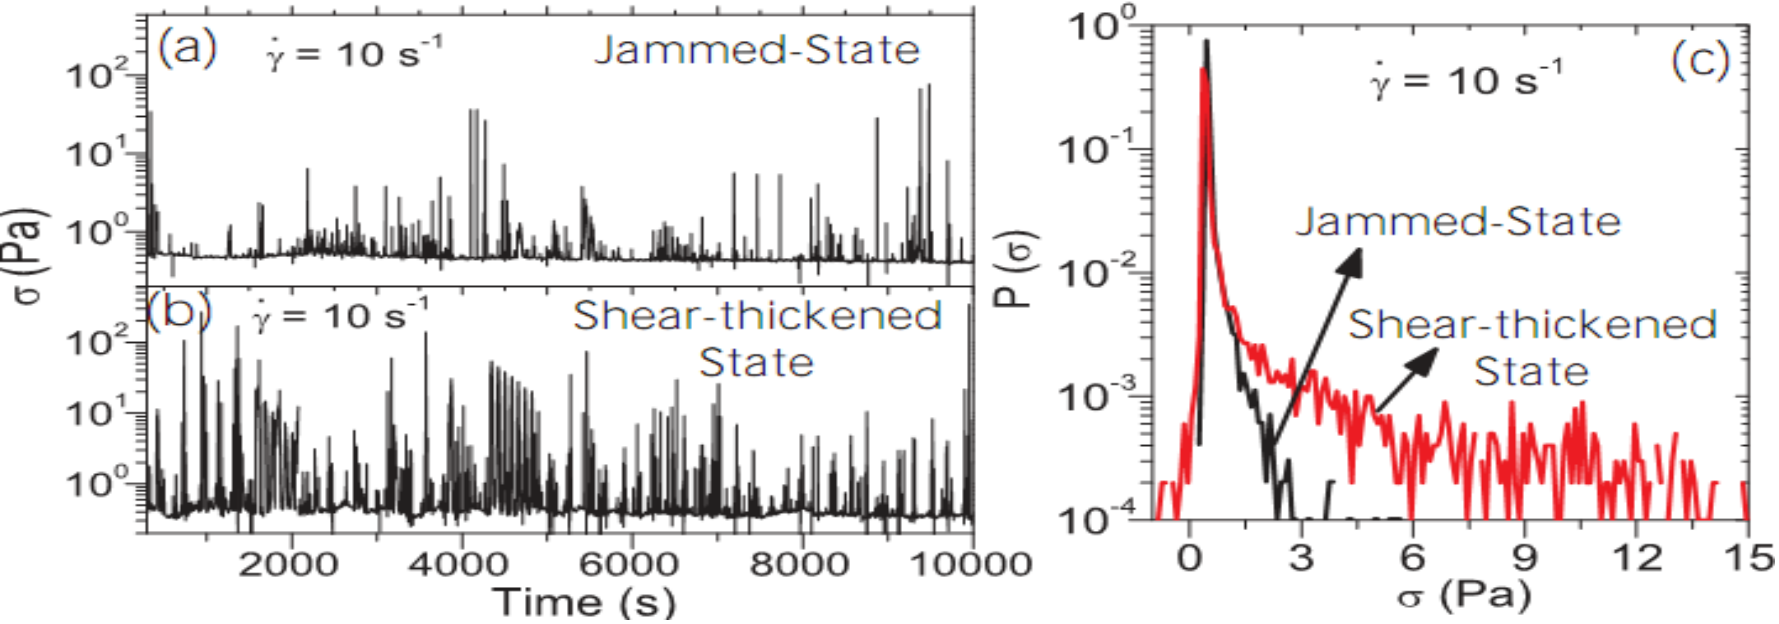 (a) γ̇ = 10 s⁻¹ Jammed-State
10²
10¹
10⁰
σ (Pa)
(b) γ̇ = 10 s⁻¹ Shear-thickened
State
10²
10¹
10⁰
2000 4000 6000 8000 10000
Time (s)
10⁰
10⁻¹
10⁻²
10⁻³
10⁻⁴
P (σ)
(c)
γ̇ = 10 s⁻¹
Jammed-State
Shear-thickened
State
0 3 6 9 12 15
σ (Pa)